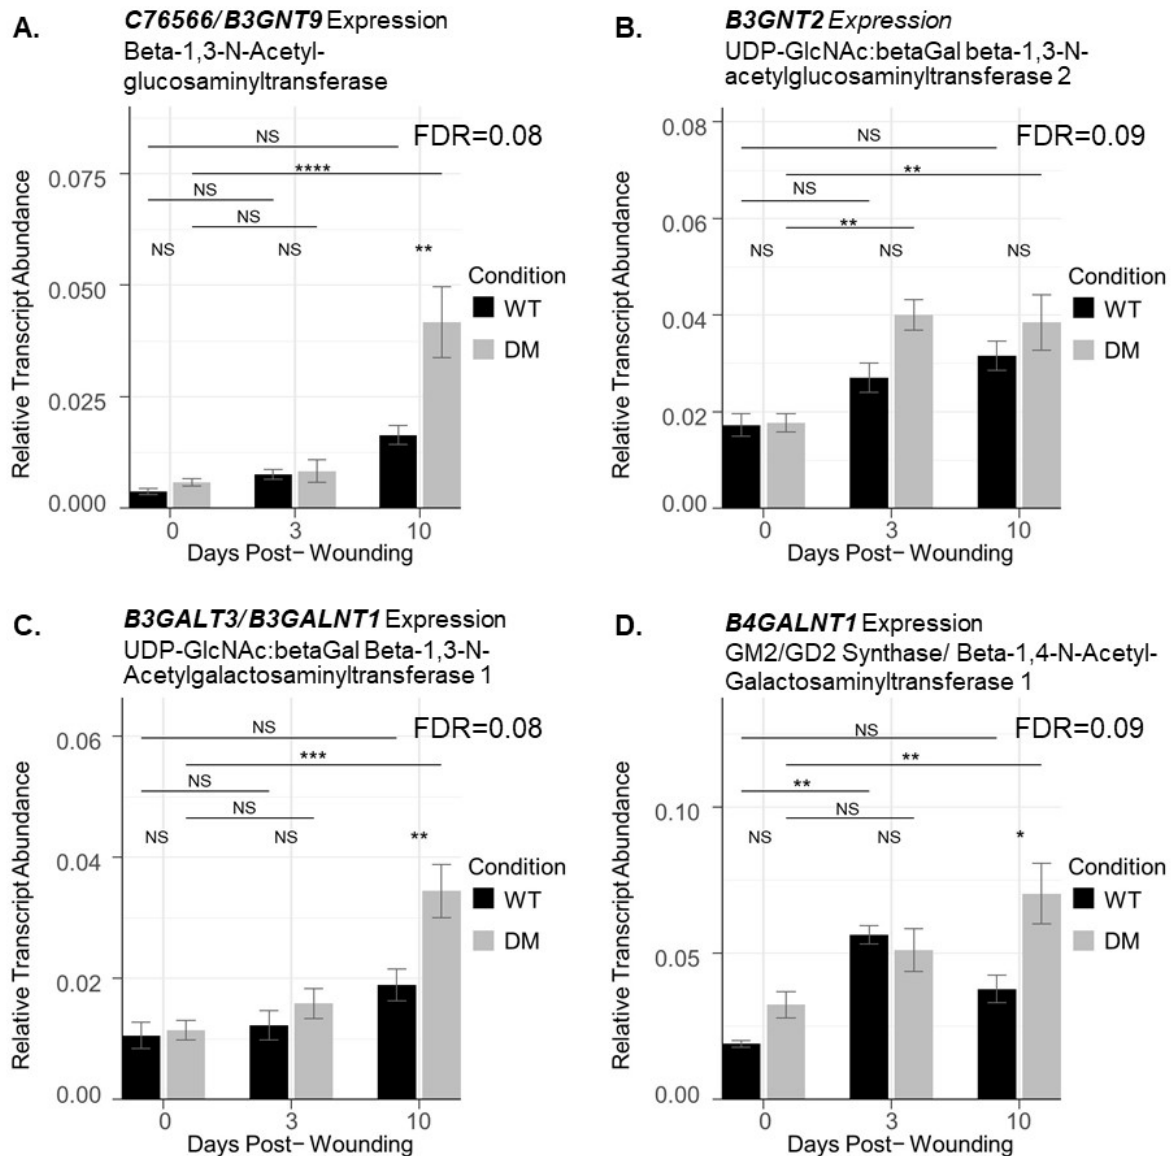 A.
C76566/B3GNT9 Expression
Beta-1,3-N-Acetyl-
glucosaminyltransferase
FDR=0.08
NS
****
NS
NS
NS
NS
**
Relative Transcript Abundance
0.075
0.050
0.025
0.000
0
3
10
Days Post-Wounding
Condition
WT
DM
B.
B3GNT2 Expression
UDP-GlcNAc:betaGal beta-1,3-N-
acetylglucosaminyltransferase 2
FDR=0.09
NS
**
NS
**
NS
NS
NS
Relative Transcript Abundance
0.08
0.06
0.04
0.02
0.00
0
3
10
Days Post-Wounding
Condition
WT
DM
C.
B3GALT3/B3GALNT1 Expression
UDP-GlcNAc:betaGal Beta-1,3-N-
Acetylgalactosaminyltransferase 1
FDR=0.08
NS
***
NS
NS
NS
NS
**
Relative Transcript Abundance
0.06
0.04
0.02
0.00
0
3
10
Days Post-Wounding
Condition
WT
DM
D.
B4GALNT1 Expression
GM2/GD2 Synthase/ Beta-1,4-N-Acetyl-
Galactosaminyltransferase 1
FDR=0.09
NS
**
**
NS
NS
NS
*
Relative Transcript Abundance
0.10
0.05
0.00
0
3
10
Days Post-Wounding
Condition
WT
DM